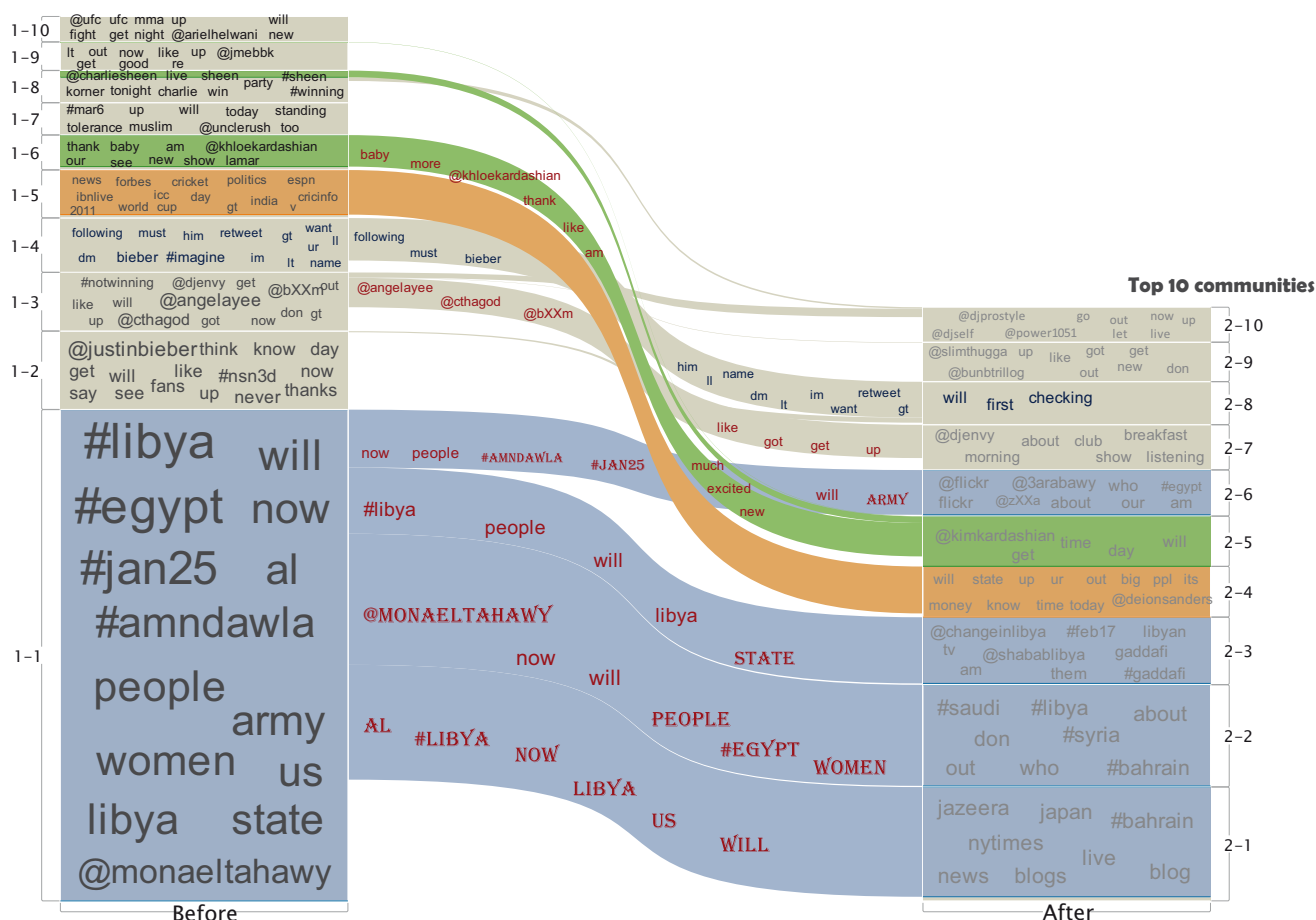 1-10
@ufc ufc mma up will
fight get night @arielhelwani new
1-9
lt out now like up @jmebbk
get good re
1-8
@charliesheen live sheen party #sheen
korner tonight charlie win #winning
1-7
#mar6 up will today standing
tolerance muslim @unclerush too
1-6
thank baby am @khloekardashian
our see new show lamar
1-5
news forbes cricket politics espn
ibnlive icc day india cricinfo
2011 world cup gt v
1-4
following must him retweet gt want
ur ll
dm bieber #imagine im lt name
1-3
#notwinning @djenvy get @bXXm out
like will @angelayee don gt
up @cthagod got now
1-2
@justinbieber think know day
get will like #nsn3d now
say see fans up never thanks
1-1
#libya will
#egypt now
#jan25 al
#amndawla
people
army
women us
libya state
@monaeltahawy
Before
baby more @khloekardashian
thank
like
am
much
excited
new
following
must bieber
him
ll name
dm im retweet
lt want gt
@angelayee
@cthagod @bXXm
like
got get up
now people #AMNDAWLA #JAN25
will ARMY
#libya
people
will
libya
STATE
@MONAELTAHAWY
now
will
PEOPLE
#EGYPT
WOMEN
AL
#LIBYA
NOW
LIBYA
US
WILL
Top 10 communities
@djprostyle go out now up
@djself @power1051 let live
2-10
@slimthugga up like got get
@bunbtrillog out new don
2-9
will first checking
2-8
@djenvy about club breakfast
morning show listening
2-7
@flickr @3arabawy who #egypt
flickr @zXXa about our am
2-6
@kimkardashian time day will
get
2-5
will state up ur out big ppl its
money know time today @deionsanders
2-4
@changeinlibya #feb17 libyan
tv @shabablibya gaddafi
am them #gaddafi
2-3
#saudi #libya about
don #syria
out who #bahrain
2-2
jazeera japan #bahrain
nytimes live
news blogs blog
2-1
After